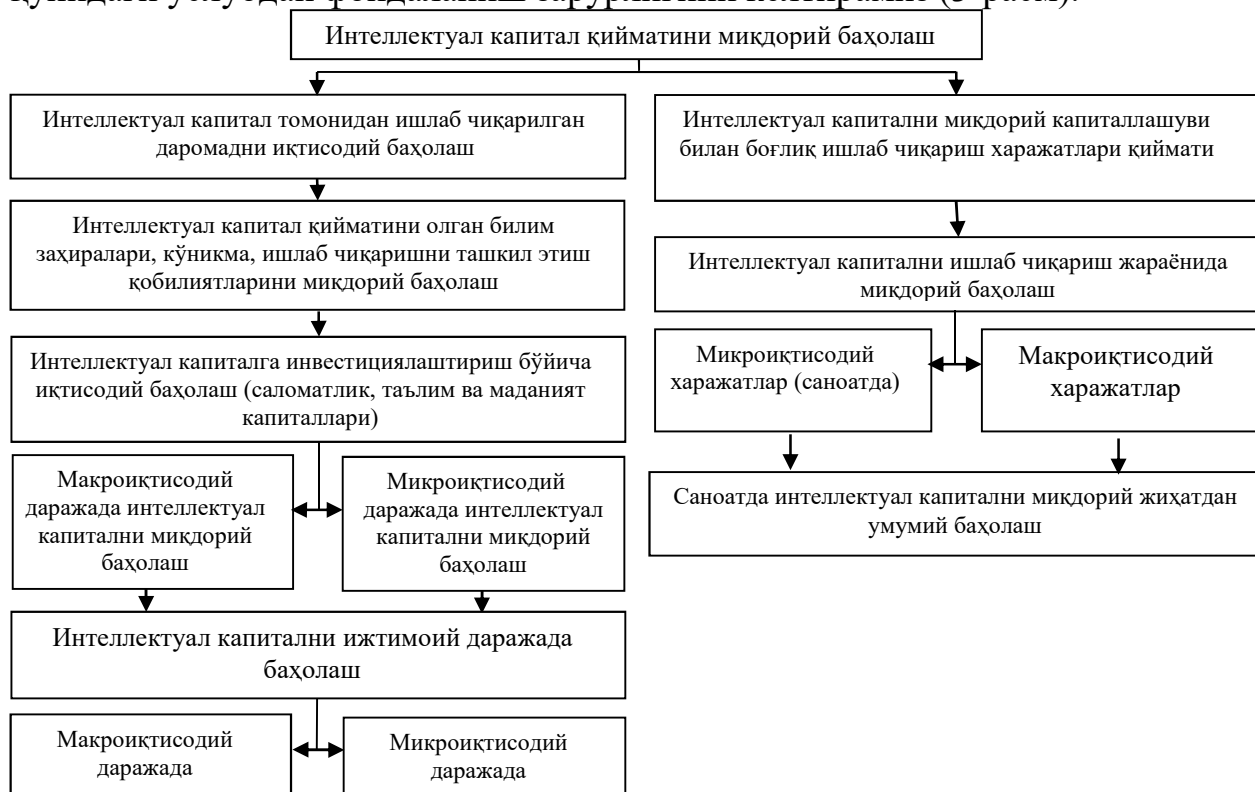 Интеллектуал капитал қийматини миқдорий баҳолаш
Интеллектуал капитал томонидан ишлаб чиқарилган
даромадни иқтисодий баҳолаш
Интеллектуал капитал қийматини олган билим
заҳиралари, кўникма, ишлаб чиқаришни ташкил этиш
қобилиятларини миқдорий баҳолаш
Интеллектуал капиталга инвестициялаштириш бўйича
иқтисодий баҳолаш (саломатлик, таълим ва маданият
капиталлари)
Макроиқтисодий
даражада интеллектуал
капитални миқдорий
баҳолаш
Микроиқтисодий
даражада интеллектуал
капитални миқдорий
баҳолаш
Интеллектуал капитални ижтимоий даражада
баҳолаш
Макроиқтисодий
даражада
Микроиқтисодий
даражада
Интеллектуал капитални миқдорий капиталлашуви
билан боғлиқ ишлаб чиқариш харажатлари қиймати
Интеллектуал капитални ишлаб чиқариш жараёнида
миқдорий баҳолаш
Микроиқтисодий
харажатлар (саноатда)
Макроиқтисодий
харажатлар
Саноатда интеллектуал капитални миқдорий жиҳатдан
умумий баҳолаш